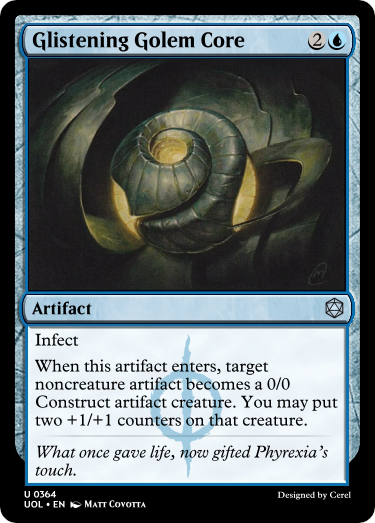 Glistening Golem Core 2
Artifact
Infect
When this artifact enters, target
noncreature artifact becomes a 0/0
Construct artifact creature. You may put
two +1/+1 counters on that creature.
What once gave life, now gifted Phyrexia's
touch.
U 0364
Designed by Cerel
UOL • EN Matt Covotta